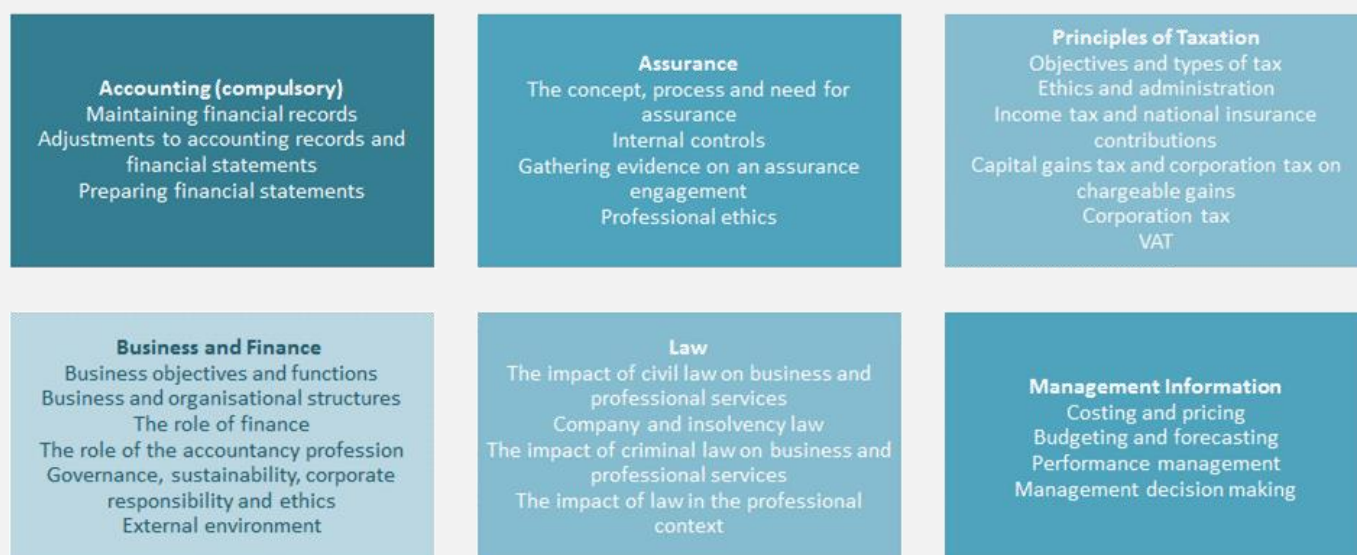 Accounting (compulsory)
Maintaining financial records
Adjustments to accounting records and
financial statements
Preparing financial statements
Assurance
The concept, process and need for
assurance
Internal controls
Gathering evidence on an assurance
engagement
Professional ethics
Principles of Taxation
Objectives and types of tax
Ethics and administration
Income tax and national insurance
contributions
Capital gains tax and corporation tax on
chargeable gains
Corporation tax
VAT
Business and Finance
Business objectives and functions
Business and organisational structures
The role of finance
The role of the accountancy profession
Governance, sustainability, corporate
responsibility and ethics
External environment
Law
The impact of civil law on business and
professional services
Company and insolvency law
The impact of criminal law on business and
professional services
The impact of law in the professional
context
Management Information
Costing and pricing
Budgeting and forecasting
Performance management
Management decision making